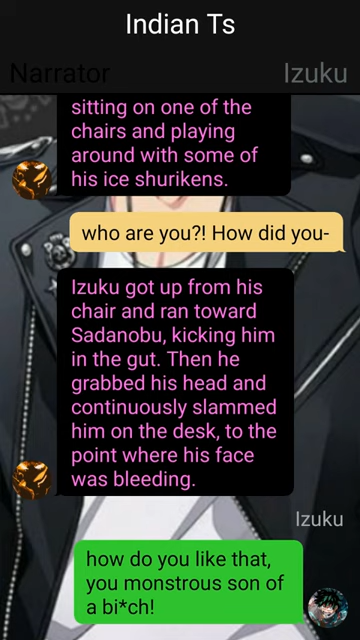 Indian Ts
Narrator
Izuku
sitting on one of the
chairs and playing
around with some of
his ice shurikens.
who are you?! How did you-
Izuku got up from his
chair and ran toward
Sadanobu, kicking him
in the gut. Then he
grabbed his head and
continuously slammed
him on the desk, to the
point where his face
was bleeding.
Izuku
how do you like that,
you monstrous son of
a bi*ch!